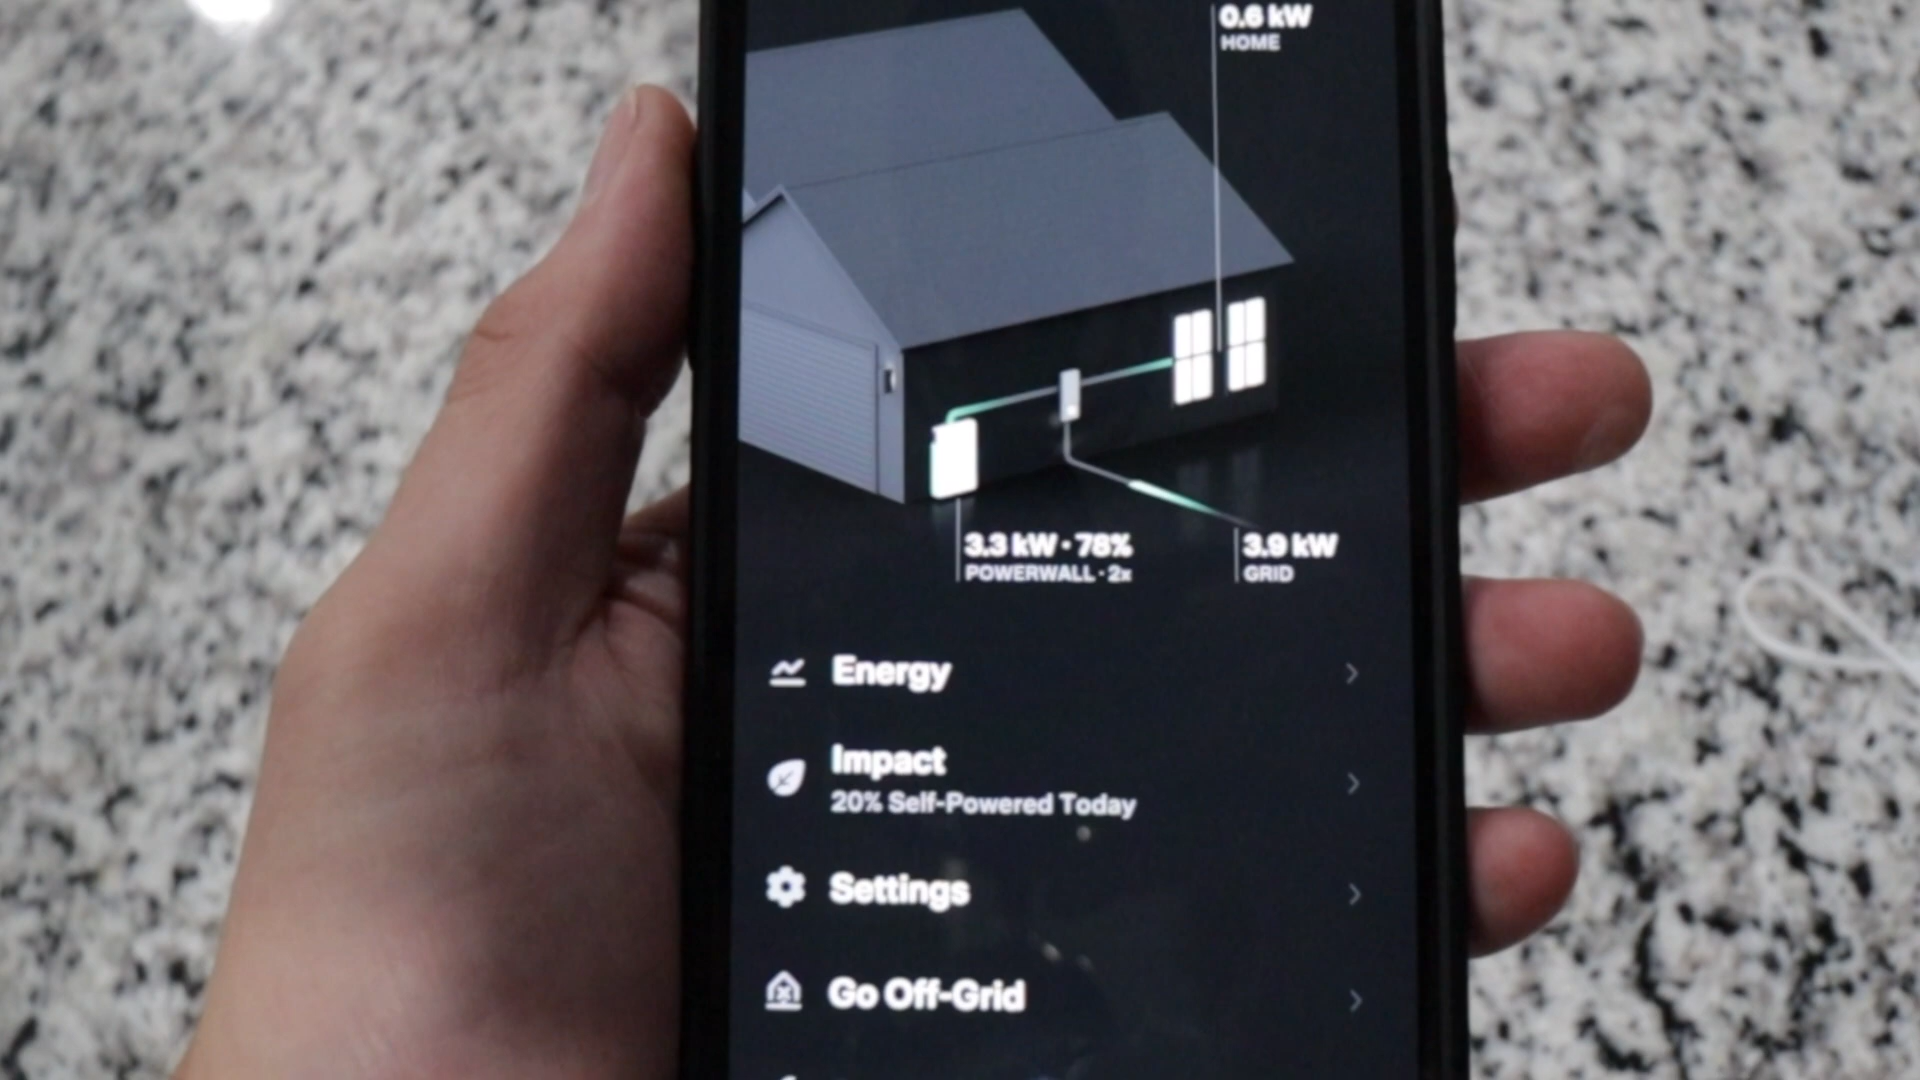 0.6 kW
HOME
3.3 kW · 78%
POWERWALL · 2x
3.9 kW
GRID
Energy
Impact
20% Self-Powered Today
Settings
Go Off-Grid